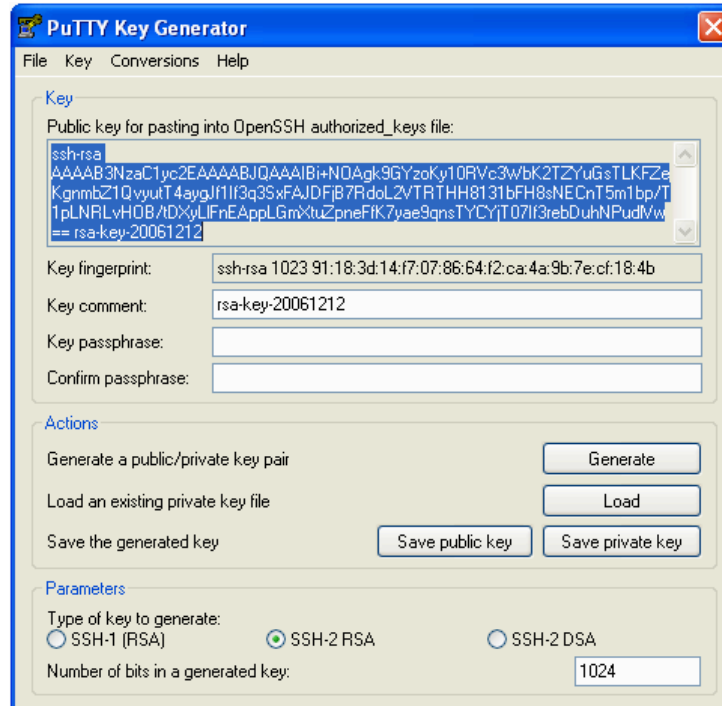 PuTTY Key Generator
File Key Conversions Help
Key
Public key for pasting into OpenSSH authorized_keys file:
ssh-rsa
AAAAB3NzaC1yc2EAAAABJQAAAIBi+NOAgk9GYzoKy10RVc3WbK2TZYuGsTLKFZe
KgnmbZ1QvyutT4aygJf1If3q3SxFAJDFjB7RdoL2VTRTHH8131bFH8sNECnT5m1bp/T
1pLNRLvHOB/tDXyLlFnEAppLGmXtuZpneFfK7yae9qnsTYCYjT07If3rebDuhNPudlVw
== rsa-key-20061212
Key fingerprint: ssh-rsa 1023 91:18:3d:14:f7:07:86:64:f2:ca:4a:9b:7e:cf:18:4b
Key comment: rsa-key-20061212
Key passphrase:
Confirm passphrase:
Actions
Generate a public/private key pair Generate
Load an existing private key file Load
Save the generated key Save public key Save private key
Parameters
Type of key to generate:
SSH-1 (RSA) SSH-2 RSA SSH-2 DSA
Number of bits in a generated key: 1024